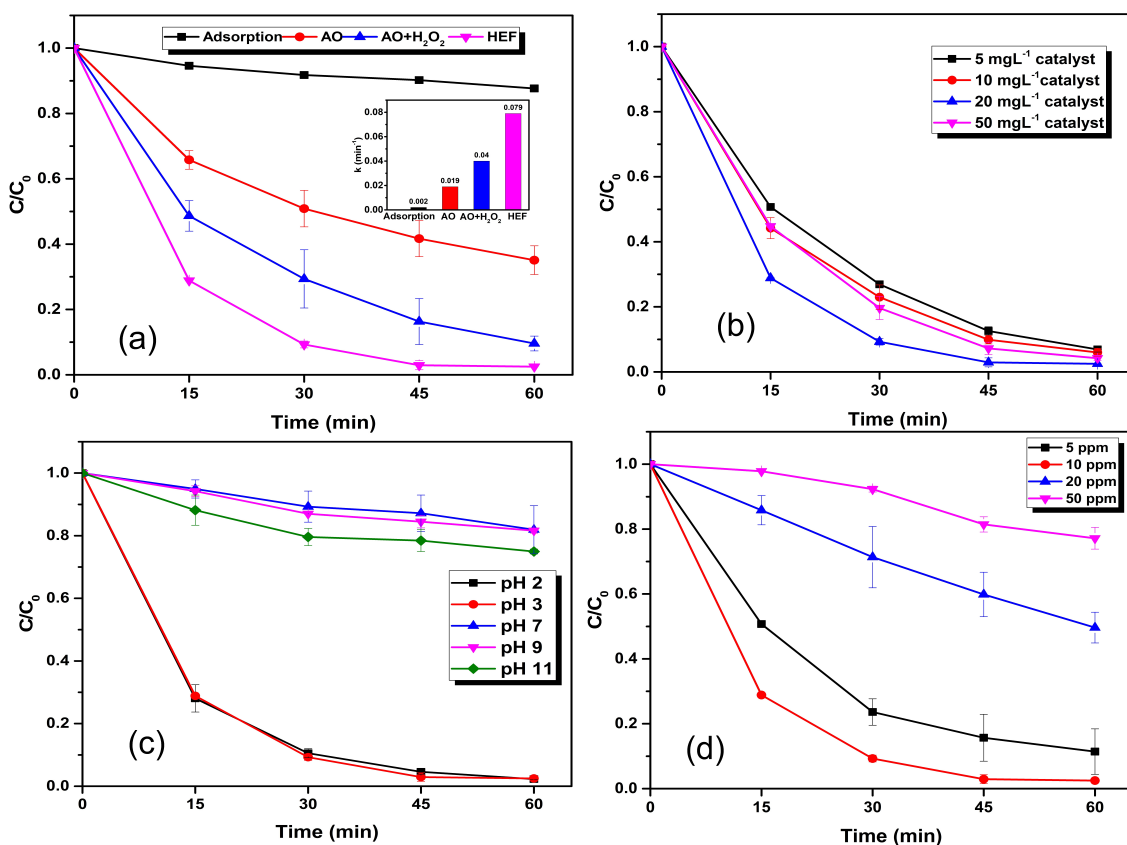 Adsorption AO AO+H₂O₂ HEF
1.0
0.8
0.6
0.4
0.2
0.0
C/C₀
0.08
0.06
0.04
0.02
0.00
k (min⁻¹)
0.002
0.019
0.04
0.079
Adsorption AO AO+H₂O₂ HEF
(a)
0 15 30 45 60
Time (min)
5 mgL⁻¹ catalyst
10 mgL⁻¹catalyst
20 mgL⁻¹ catalyst
50 mgL⁻¹ catalyst
1.0
0.8
0.6
0.4
0.2
0.0
C/C₀
(b)
0 15 30 45 60
Time (min)
1.0
0.8
0.6
0.4
0.2
0.0
C/C₀
pH 2
pH 3
pH 7
pH 9
pH 11
(c)
0 15 30 45 60
Time (min)
5 ppm
10 ppm
20 ppm
50 ppm
1.0
0.8
0.6
0.4
0.2
0.0
C/C₀
(d)
0 15 30 45 60
Time (min)